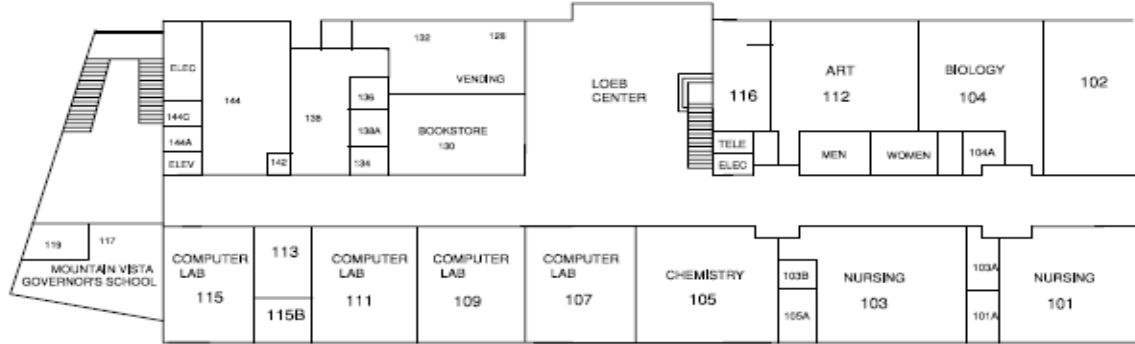 132
128
VENDING
ELEC
144
138
136
144C
138A
BOOKSTORE
130
144A
ELEV
142
134
LOEB
CENTER
116
ART
112
BIOLOGY
104
102
TELE
ELEC
MEN
WOMEN
104A
119
117
MOUNTAIN VISTA
GOVERNOR'S SCHOOL
COMPUTER
LAB
115
113
115B
COMPUTER
LAB
111
COMPUTER
LAB
109
COMPUTER
LAB
107
CHEMISTRY
105
103B
105A
NURSING
103
103A
101A
NURSING
101